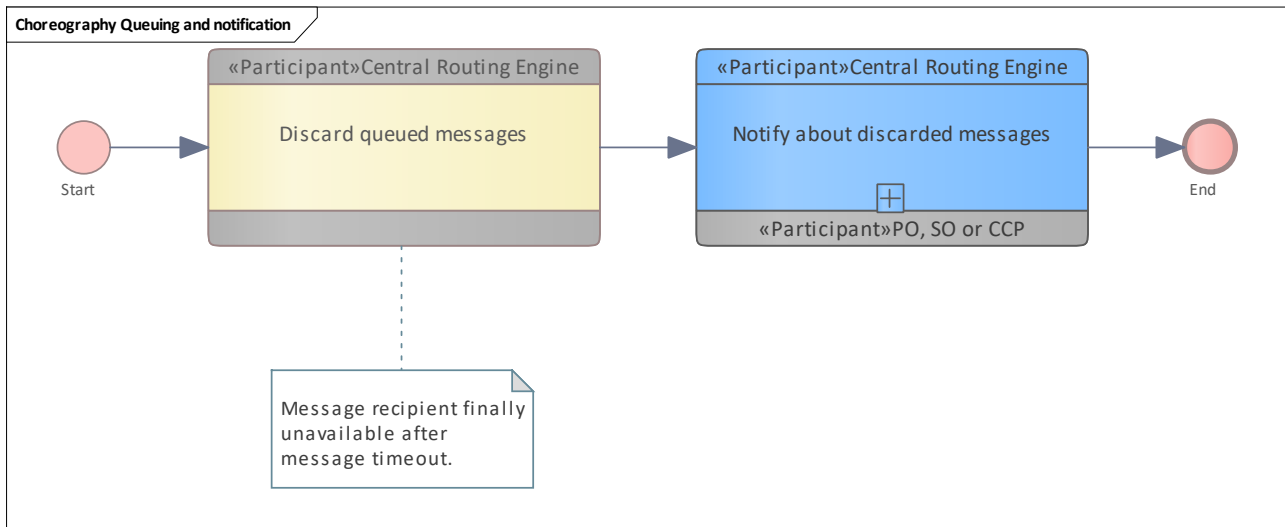 Choreography Queuing and notification
«Participant»Central Routing Engine
Discard queued messages
«Participant»Central Routing Engine
Notify about discarded messages
«Participant»PO, SO or CCP
Start
End
Message recipient finally
unavailable after
message timeout.